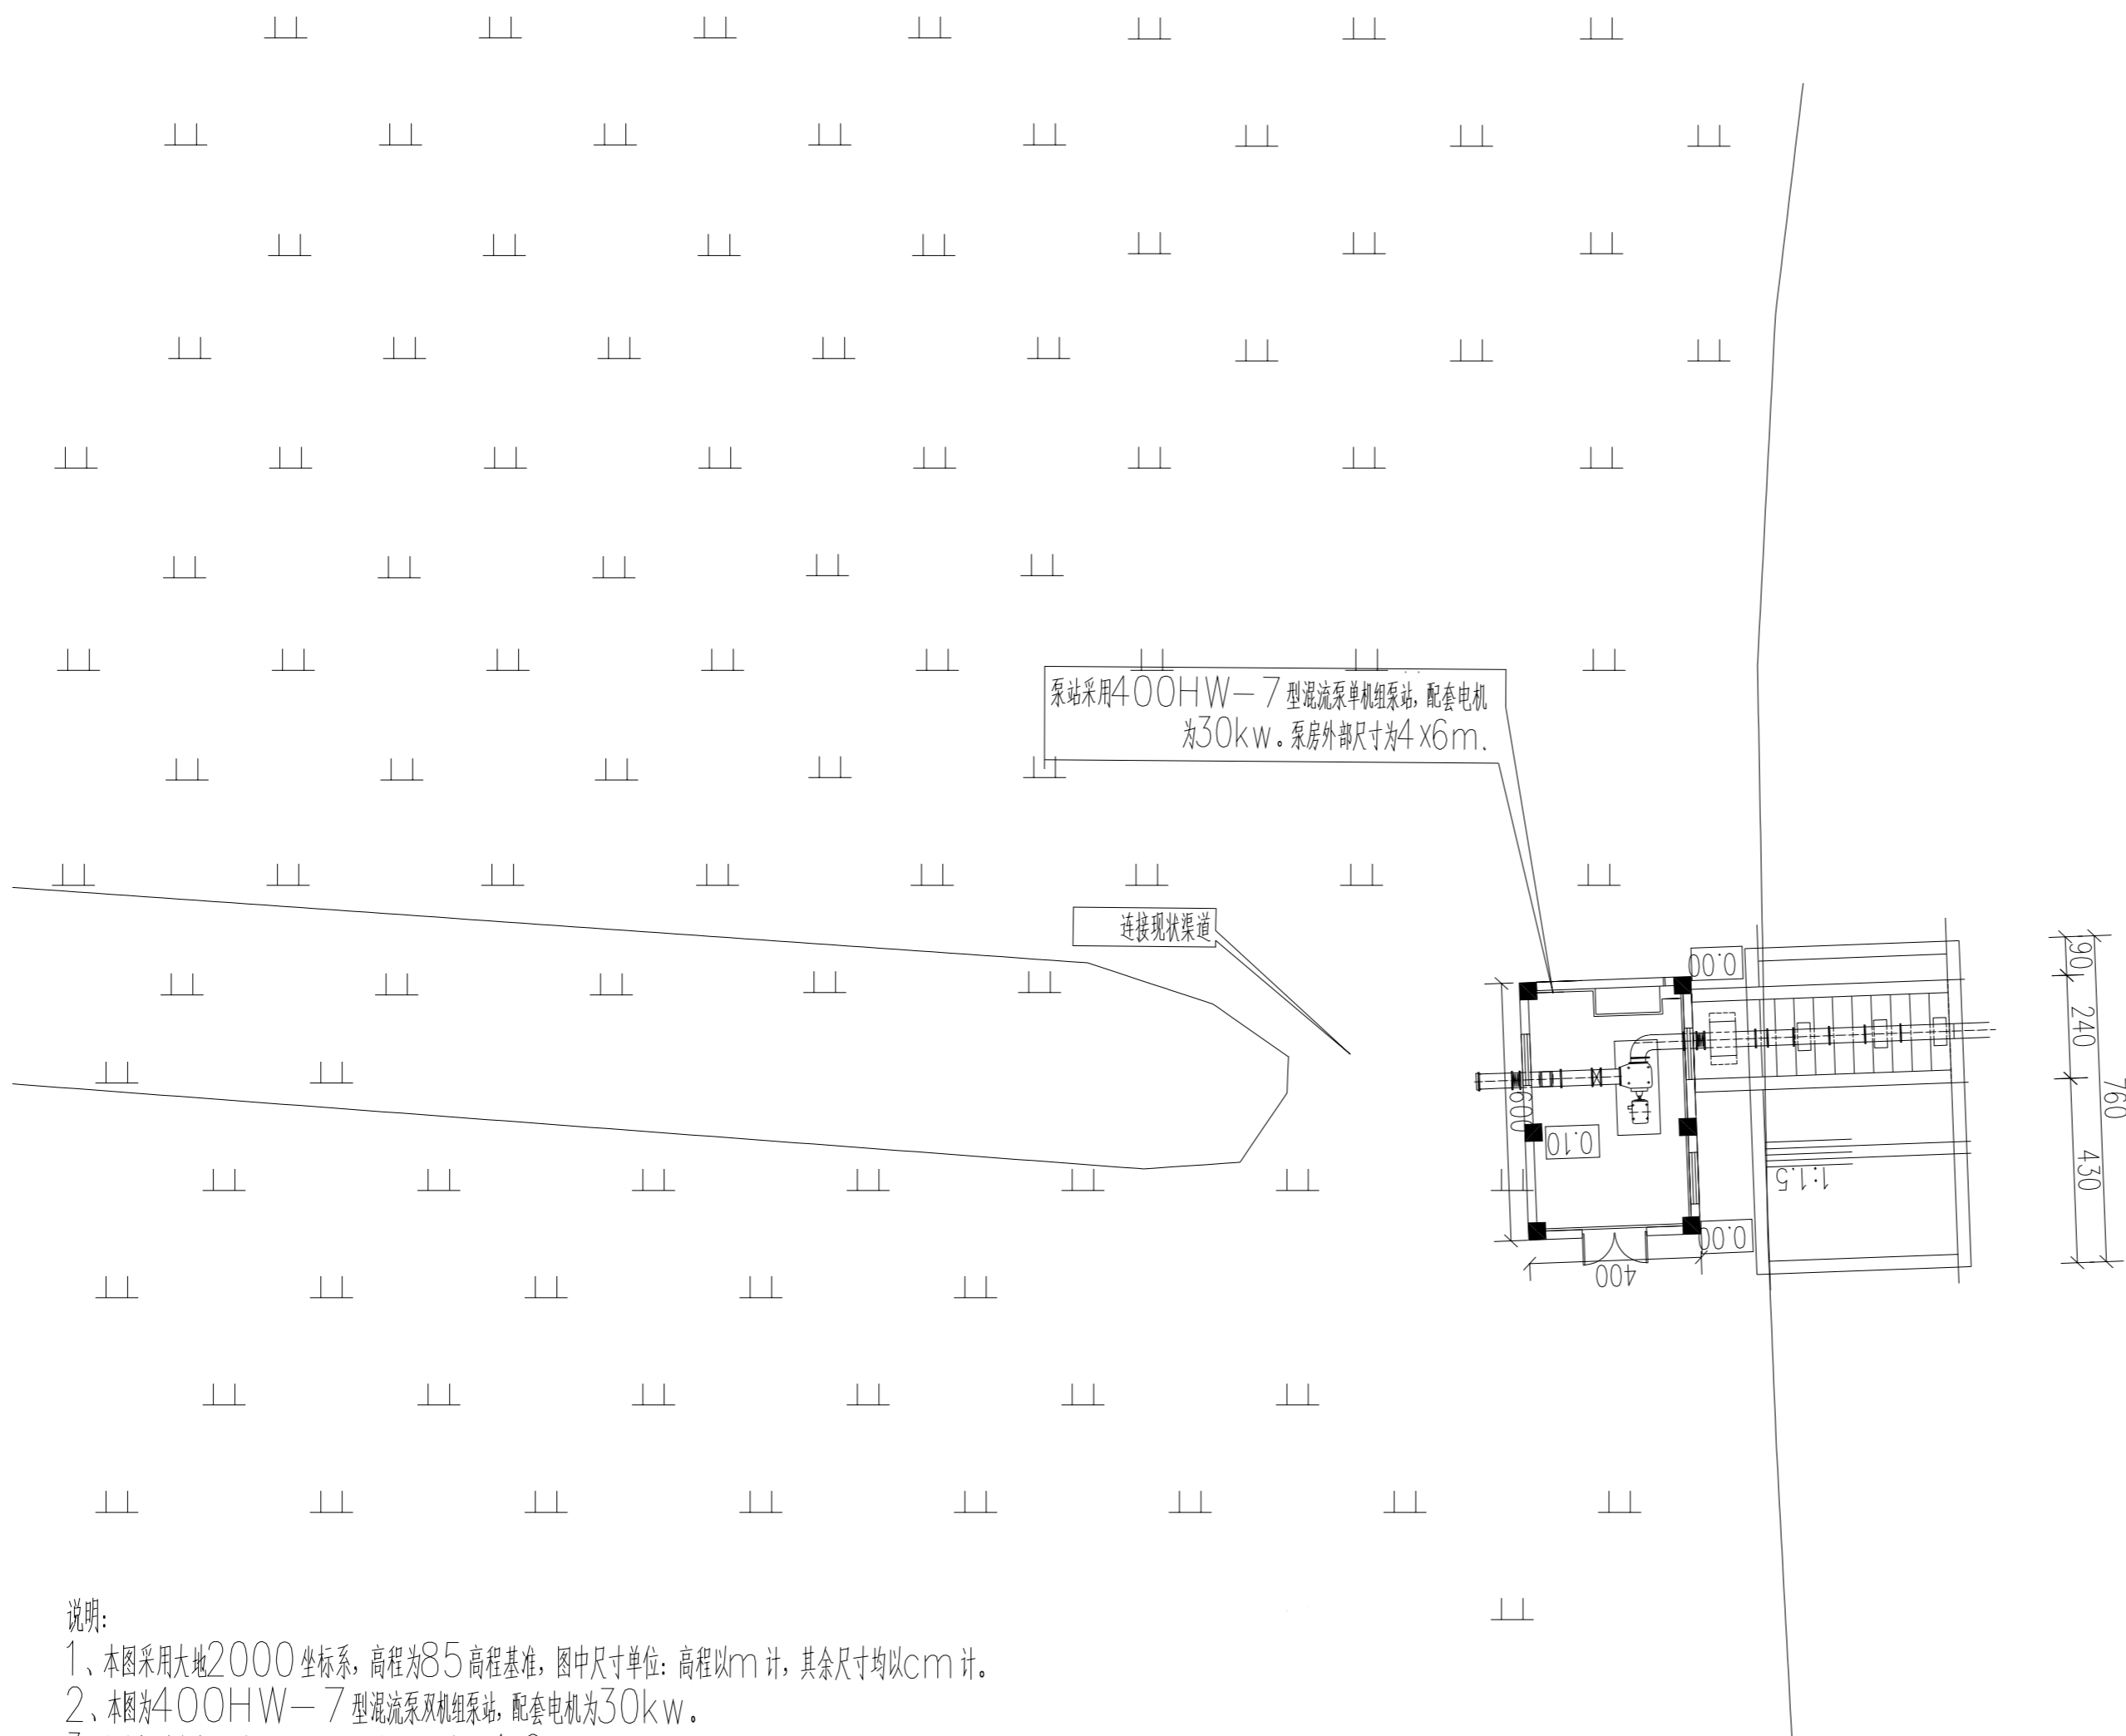 泵站采用400HW-7型混流泵单机组泵站，配套电机
为30kw。泵房外部尺寸为4×6m.
连接现状渠道
0.00
90
240
760
600
0.10
430
1:1.5
0.00
400
说明：
1、本图采用大地2000坐标系，高程为85高程基准，图中尺寸单位：高程以m计，其余尺寸均以cm计。
2、本图为400HW-7型混流泵双机组泵站，配套电机为30kw。